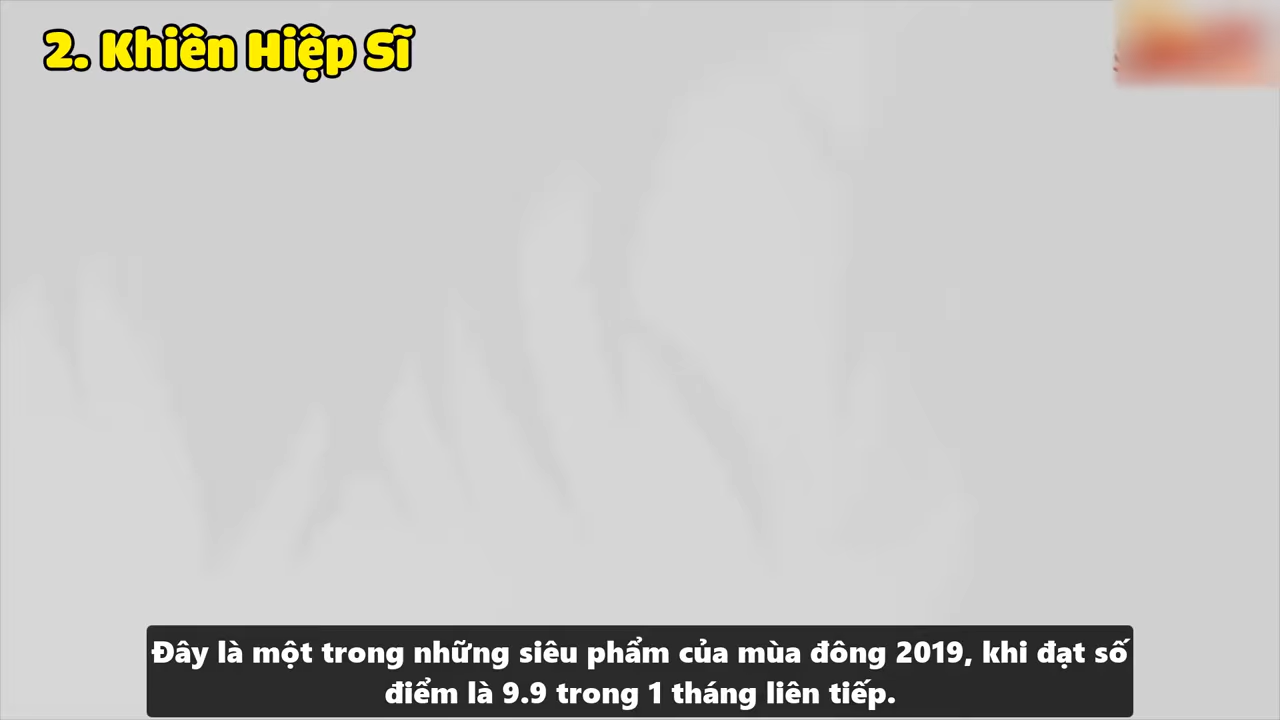 2. Khiên Hiệp Sĩ
Đây là một trong những siêu phẩm của mùa đông 2019, khi đạt số
điểm là 9.9 trong 1 tháng liên tiếp.